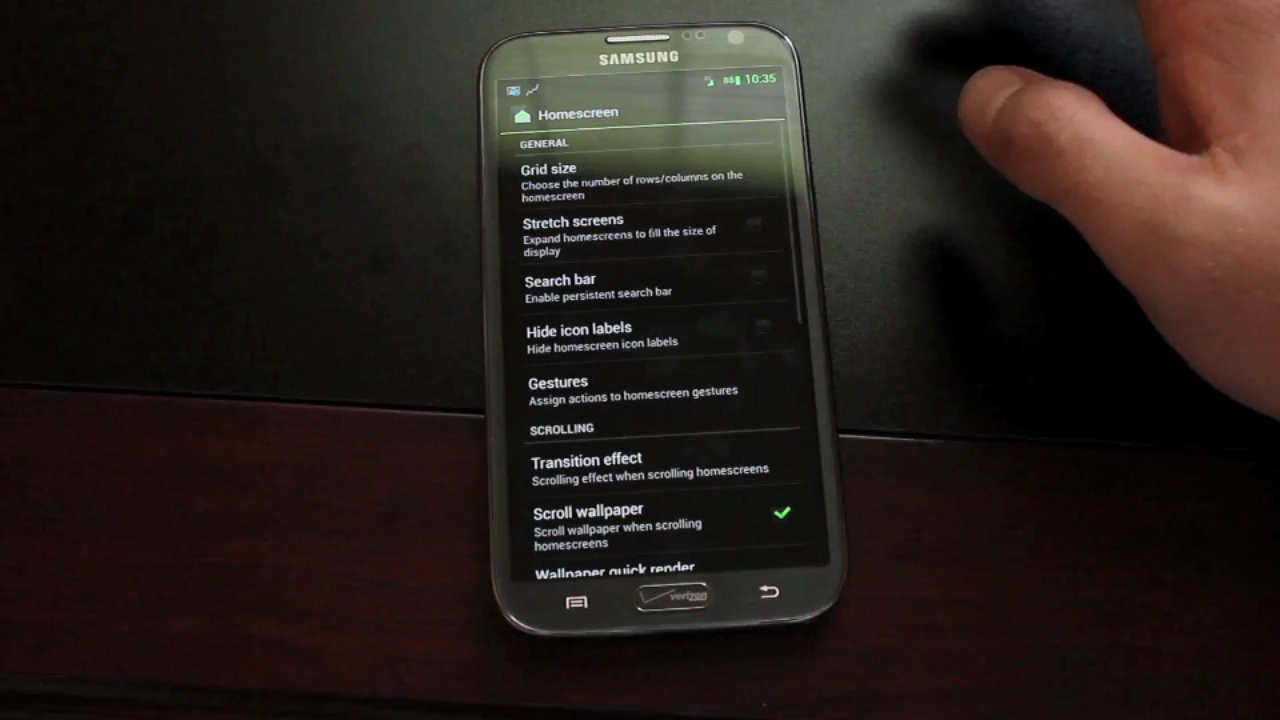 SAMSUNG
88 10:35
Homescreen
GENERAL
Grid size
Choose the number of rows/columns on the
homescreen
Stretch screens
Expand homescreens to fill the size of
display
Search bar
Enable persistent search bar
Hide icon labels
Hide homescreen icon labels
Gestures
Assign actions to homescreen gestures
SCROLLING
Transition effect
Scrolling effect when scrolling homescreens
Scroll wallpaper
Scroll wallpaper when scrolling
homescreens
Wallpaper quick render
verizon